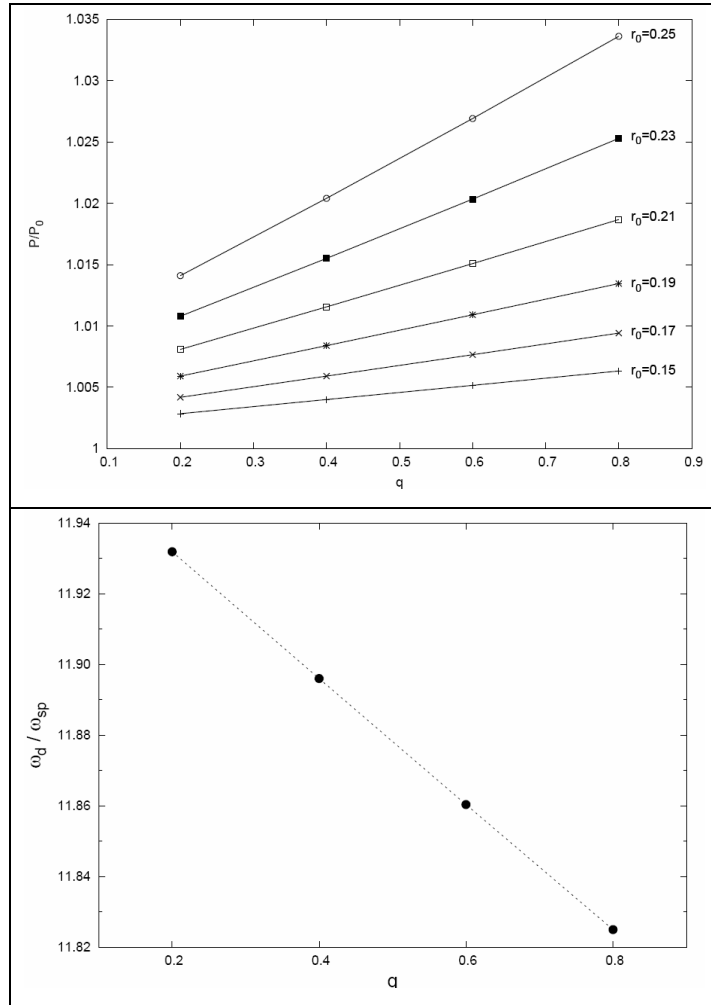 1.035
1.03
1.025
1.02
1.015
1.01
1.005
1
P/P₀
r₀=0.25
r₀=0.23
r₀=0.21
r₀=0.19
r₀=0.17
r₀=0.15
0.1 0.2 0.3 0.4 0.5 0.6 0.7 0.8 0.9
q
11.94
11.92
11.90
11.88
11.86
11.84
11.82
ω_d / ω_sp
0.2 0.4 0.6 0.8
q